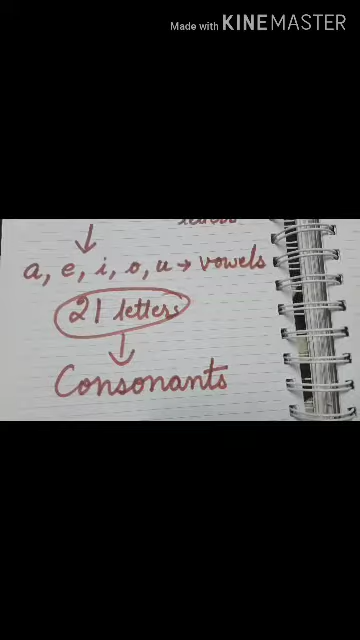 Made with KINEMASTER
a, e, i, o, u → vowels
21 letters
Consonants